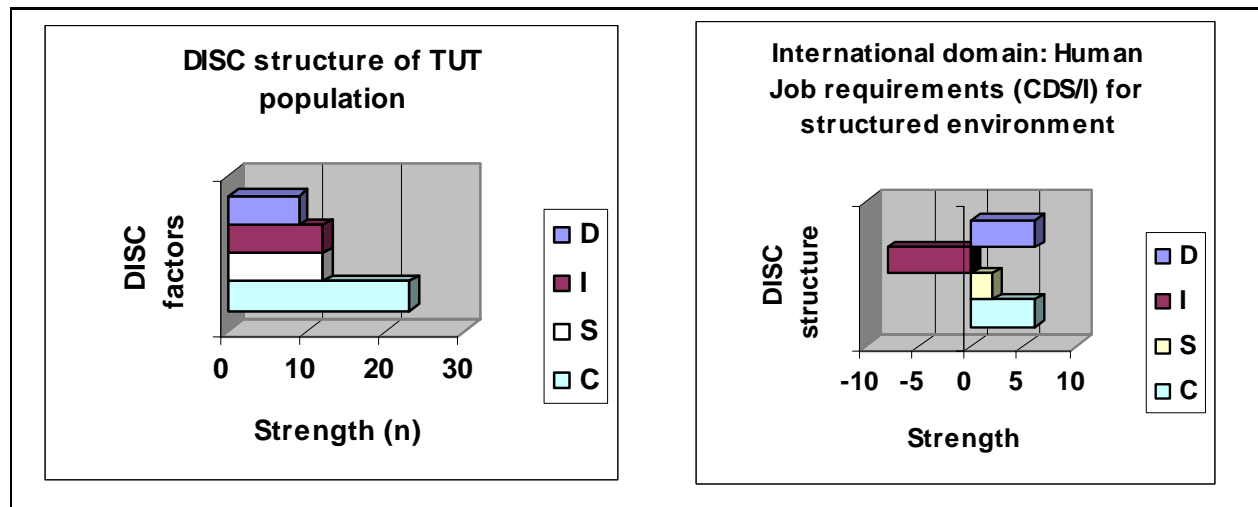 DISC structure of TUT
population
DISC
factors
0 10 20 30
Strength (n)
D
I
S
C
International domain: Human
Job requirements (CDS/I) for
structured environment
DISC
structure
-10 -5 0 5 10
Strength
D
I
S
C